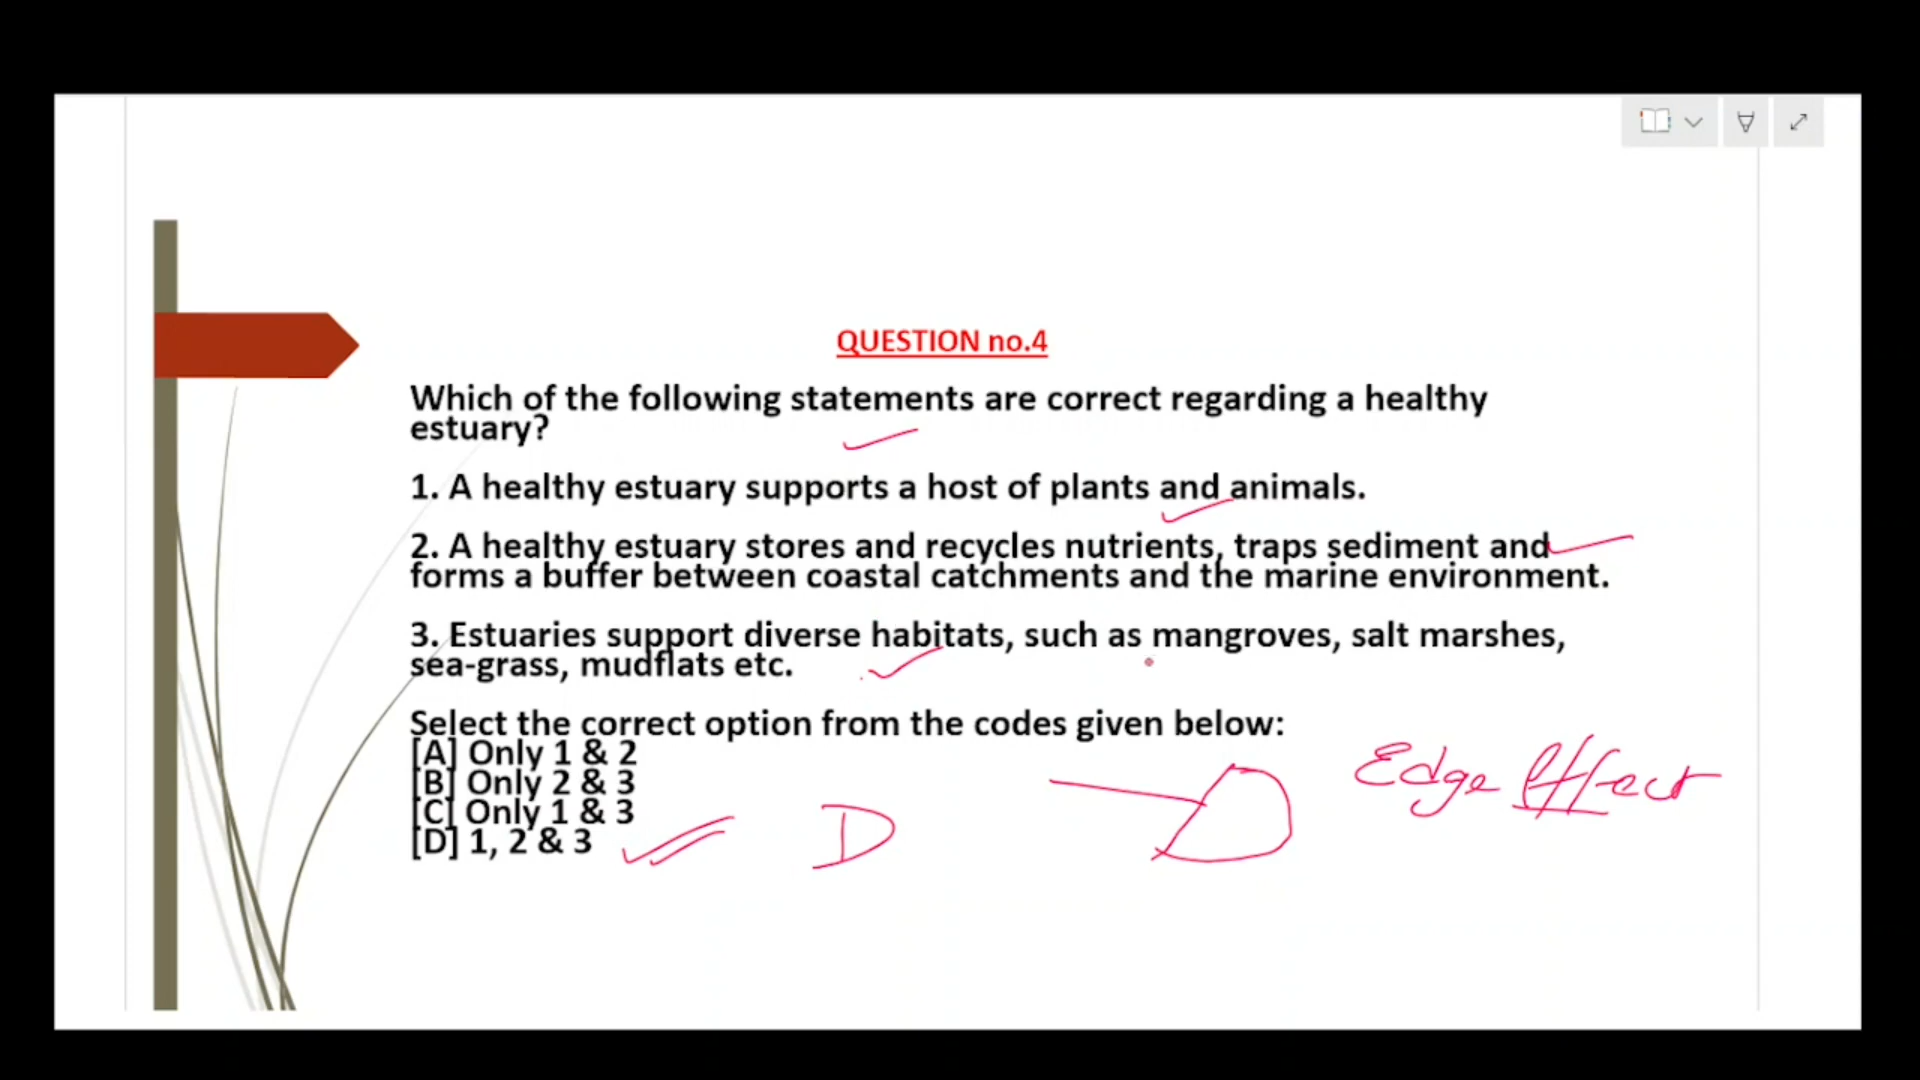 QUESTION no.4
Which of the following statements are correct regarding a healthy
estuary?
1. A healthy estuary supports a host of plants and animals.
2. A healthy estuary stores and recycles nutrients, traps sediment and
forms a buffer between coastal catchments and the marine environment.
3. Estuaries support diverse habitats, such as mangroves, salt marshes,
sea-grass, mudflats etc.
Select the correct option from the codes given below:
[A] Only 1 & 2
[B] Only 2 & 3
[C] Only 1 & 3
[D] 1, 2 & 3
D
Edge Effect